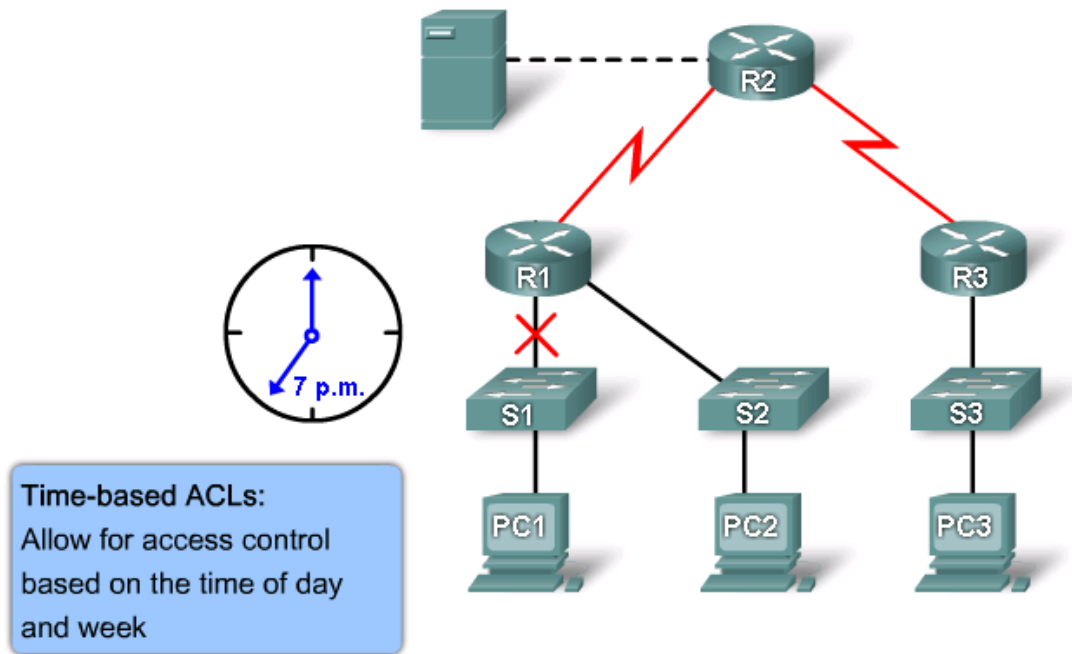 R2
R1
R3
7 p.m.
S1
S2
S3
Time-based ACLs:
Allow for access control
based on the time of day
and week
PC1
PC2
PC3